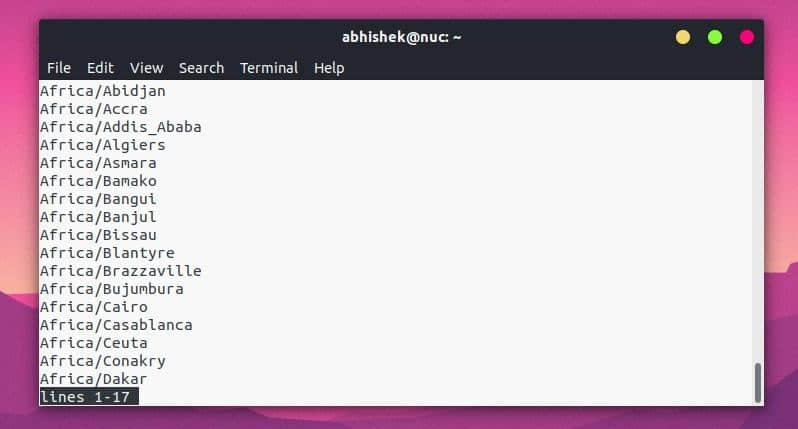 abhishek@nuc: ~
File Edit View Search Terminal Help
Africa/Abidjan
Africa/Accra
Africa/Addis_Ababa
Africa/Algiers
Africa/Asmara
Africa/Bamako
Africa/Bangui
Africa/Banjul
Africa/Bissau
Africa/Blantyre
Africa/Brazzaville
Africa/Bujumbura
Africa/Cairo
Africa/Casablanca
Africa/Ceuta
Africa/Conakry
Africa/Dakar
lines 1-17